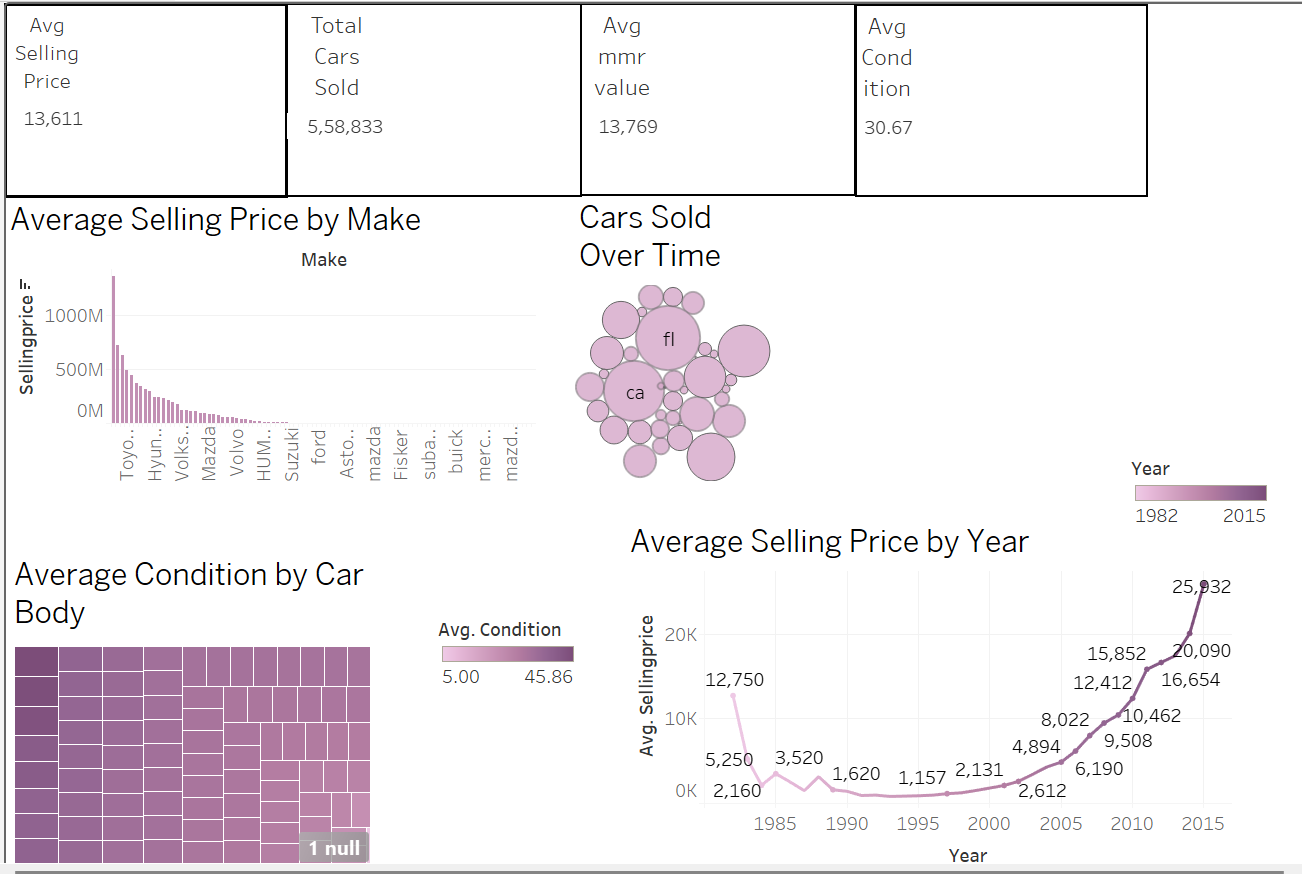 Avg
Selling
Price
13,611
Total
Cars
Sold
5,58,833
Avg
mmr
value
13,769
Avg
Cond
ition
30.67
Average Selling Price by Make
Make
Sellingprice
1000M
500M
0M
Toyo..
Hyun..
Volks..
Mazda
Volvo
HUM..
Suzuki
ford
Asto..
mazda
Fisker
suba..
buick
merc..
mazd..
Cars Sold
Over Time
fl
ca
Year
1982 2015
Average Condition by Car
Body
1 null
Avg. Condition
5.00 45.86
Average Selling Price by Year
Avg. Sellingprice
20K
10K
0K
12,750
5,250
2,160
3,520
1,620
1,157
2,131
2,612
4,894
6,190
8,022
9,508
10,462
12,412
15,852
16,654
20,090
25,932
1985 1990 1995 2000 2005 2010 2015
Year